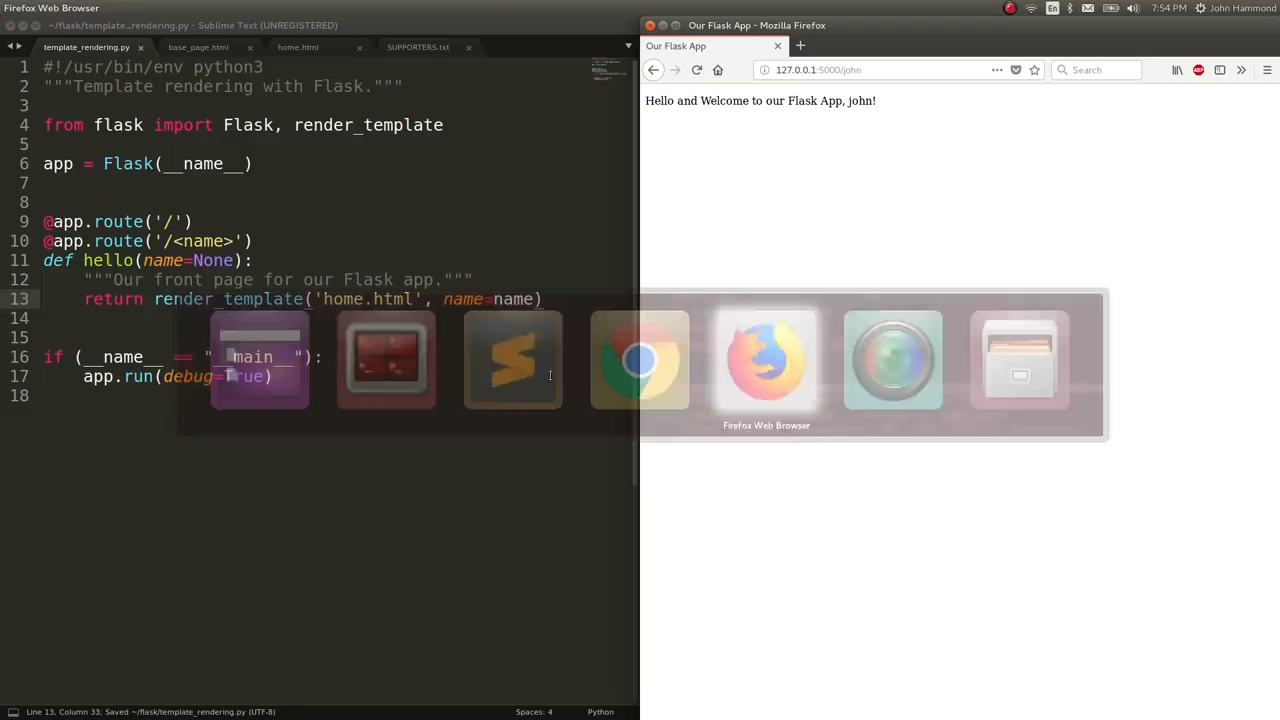 Firefox Web Browser
En
7:54 PM
John Hammond
~/flask/template_rendering.py - Sublime Text (UNREGISTERED)
template_rendering.py
base_page.html
home.html
SUPPORTERS.txt
1 #!/usr/bin/env python3
2 """Template rendering with Flask."""
3
4 from flask import Flask, render_template
5
6 app = Flask(__name__)
7
8
9 @app.route('/')
10 @app.route('/<name>')
11 def hello(name=None):
12     """Our front page for our Flask app."""
13     return render_template('home.html', name=name)
14
15
16 if (__name__ == "__main__"):
17     app.run(debug=True)
18
Line 13, Column 33; Saved ~/flask/template_rendering.py (UTF-8)
Spaces: 4
Python
Our Flask App - Mozilla Firefox
Our Flask App
127.0.0.1:5000/john
Search
ABP
Hello and Welcome to our Flask App, john!
Firefox Web Browser